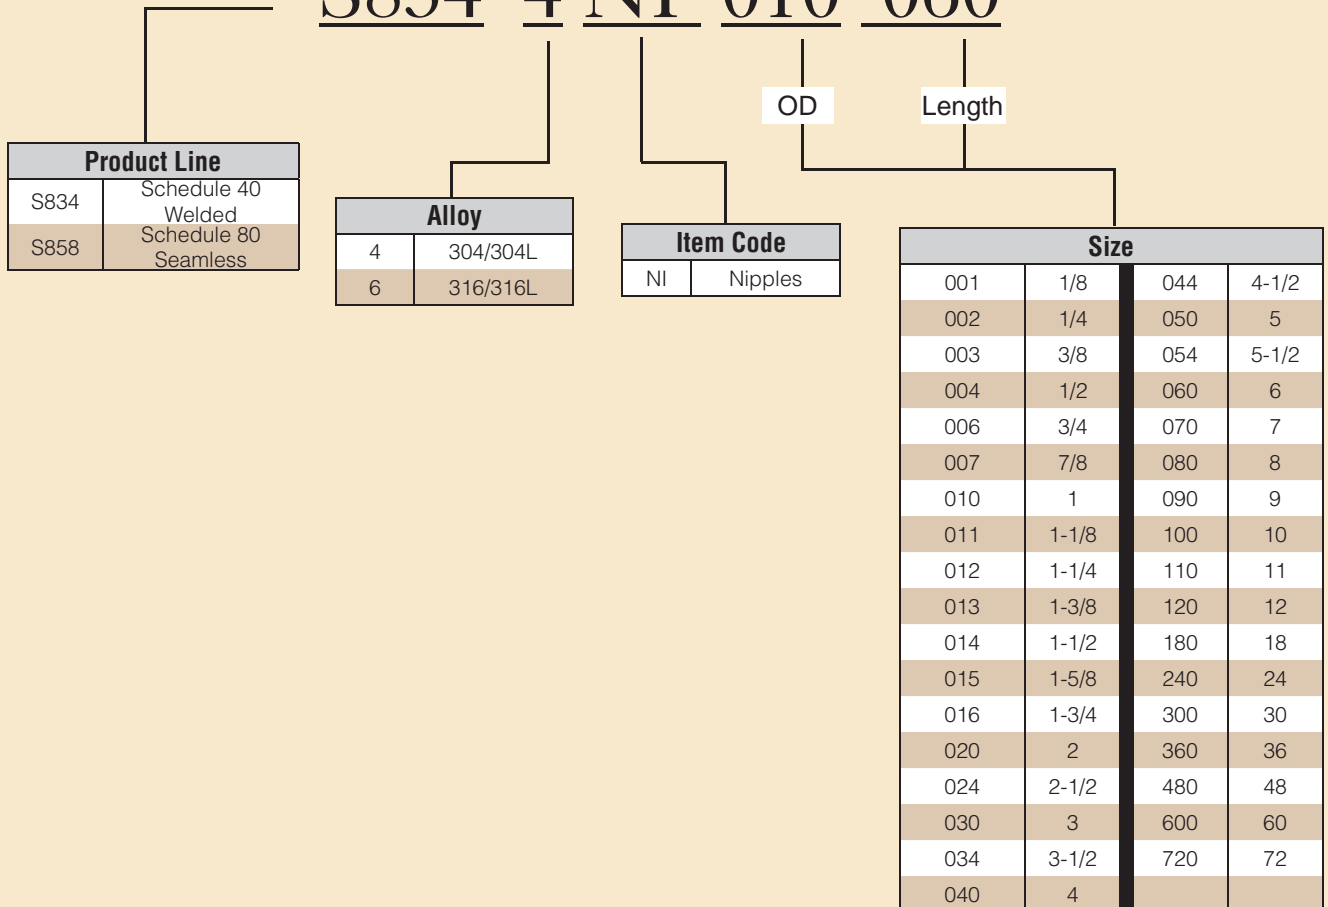 S834 4 NI 010 060
OD Length
Product Line
S834 Schedule 40
Welded
S858 Schedule 80
Seamless
Alloy
4 304/304L
6 316/316L
Item Code
NI Nipples
Size
001 1/8 044 4-1/2
002 1/4 050 5
003 3/8 054 5-1/2
004 1/2 060 6
006 3/4 070 7
007 7/8 080 8
010 1 090 9
011 1-1/8 100 10
012 1-1/4 110 11
013 1-3/8 120 12
014 1-1/2 180 18
015 1-5/8 240 24
016 1-3/4 300 30
020 2 360 36
024 2-1/2 480 48
030 3 600 60
034 3-1/2 720 72
040 4